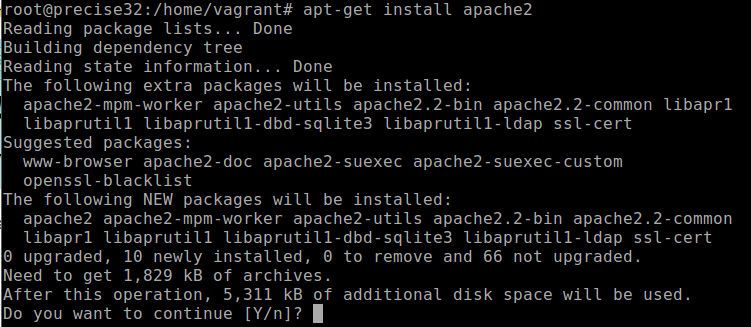 root@precise32:/home/vagrant# apt-get install apache2
Reading package lists... Done
Building dependency tree
Reading state information... Done
The following extra packages will be installed:
  apache2-mpm-worker apache2-utils apache2.2-bin apache2.2-common libapr1
  libaprutil1 libaprutil1-dbd-sqlite3 libaprutil1-ldap ssl-cert
Suggested packages:
  www-browser apache2-doc apache2-suexec apache2-suexec-custom
  openssl-blacklist
The following NEW packages will be installed:
  apache2 apache2-mpm-worker apache2-utils apache2.2-bin apache2.2-common
  libapr1 libaprutil1 libaprutil1-dbd-sqlite3 libaprutil1-ldap ssl-cert
0 upgraded, 10 newly installed, 0 to remove and 66 not upgraded.
Need to get 1,829 kB of archives.
After this operation, 5,311 kB of additional disk space will be used.
Do you want to continue [Y/n]?